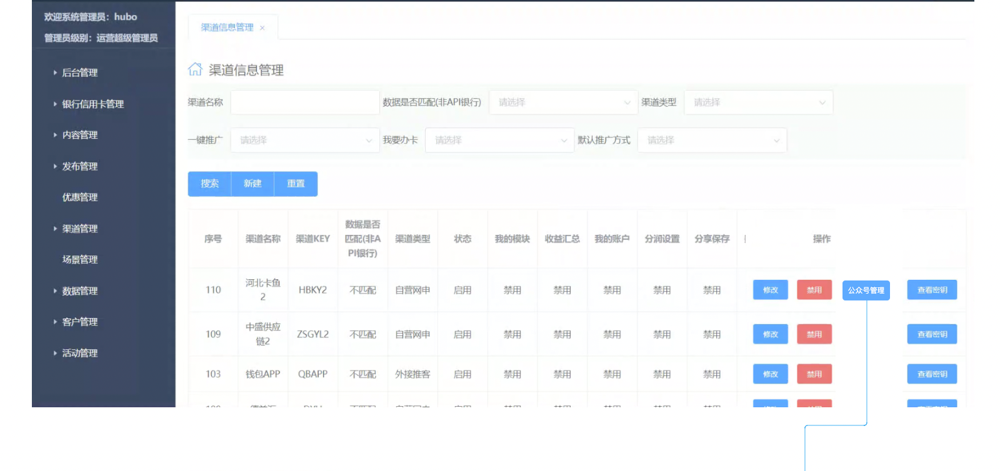 欢迎系统管理员：hubo
管理员级别：运营超级管理员
后台管理
银行信用卡管理
内容管理
发布管理
优惠管理
渠道管理
场景管理
数据管理
客户管理
活动管理
渠道信息管理 ×
渠道信息管理
渠道名称 数据是否匹配(非API银行) 请选择 渠道类型 请选择
一键推广 请选择 我要办卡 请选择 默认推广方式 请选择
搜索 新建 重置
序号 渠道名称 渠道KEY 数据是否匹配(非API银行) 渠道类型 状态 我的模块 收益汇总 我的账户 分润设置 分享保存 操作
110 河北卡鱼2 HBKY2 不匹配 自营网申 启用 禁用 禁用 禁用 禁用 禁用 修改 禁用 公众号管理 查看密钥
109 中盛供应链2 ZSGYL2 不匹配 自营网申 启用 禁用 禁用 禁用 禁用 禁用 修改 禁用 查看密钥
103 钱包APP QBAPP 不匹配 外接推客 启用 禁用 禁用 禁用 禁用 禁用 修改 禁用 查看密钥